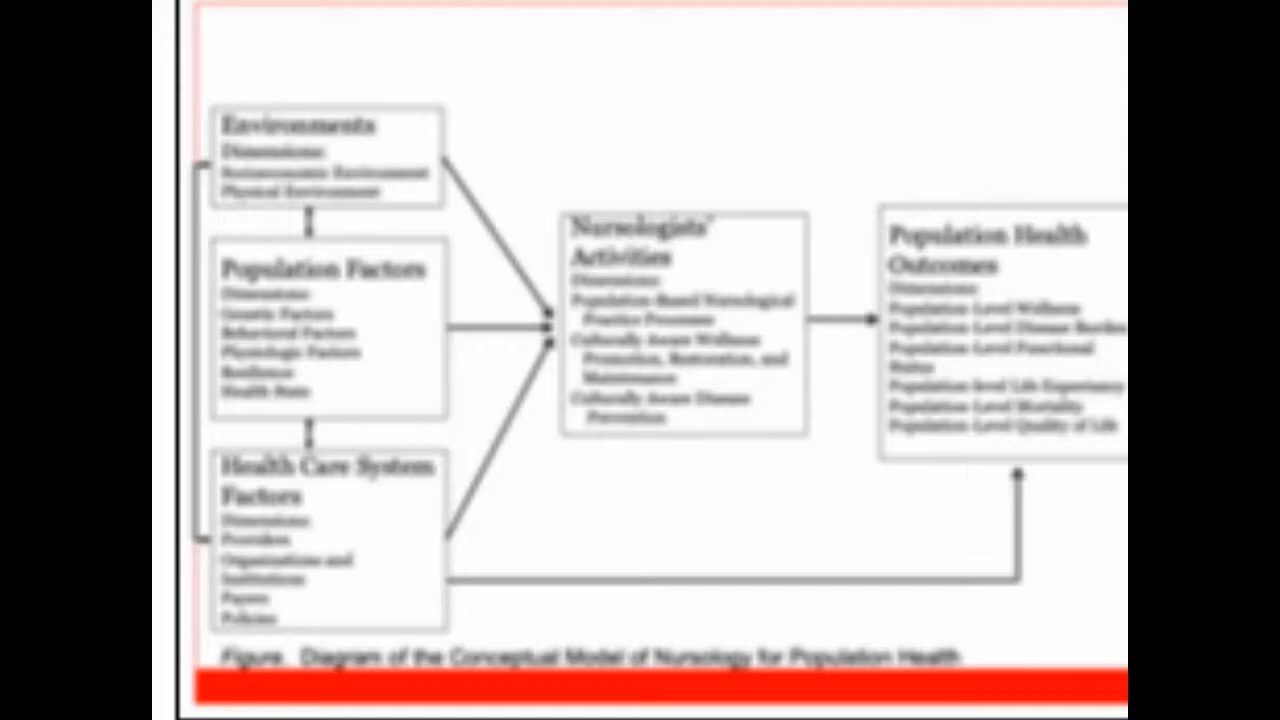 Environments
Dimensions:
Socioeconomic Environment
Physical Environment
Population Factors
Dimensions:
Genetic Factors
Behavioral Factors
Physiologic Factors
Resilience
Health State
Health Care System
Factors
Dimensions:
Providers
Organizations and
Institutions
Payers
Policies
Nursologists'
Activities
Dimensions:
Population-Based Nursological
Practice Processes
Culturally Aware Wellness
Promotion, Restoration, and
Maintenance
Culturally Aware Disease
Prevention
Population Health
Outcomes
Dimensions:
Population-Level Wellness
Population-Level Disease Burden
Population-Level Functional
Status
Population-level Life Expectancy
Population-Level Mortality
Population-Level Quality of Life
Figure. Diagram of the Conceptual Model of Nursology for Population Health